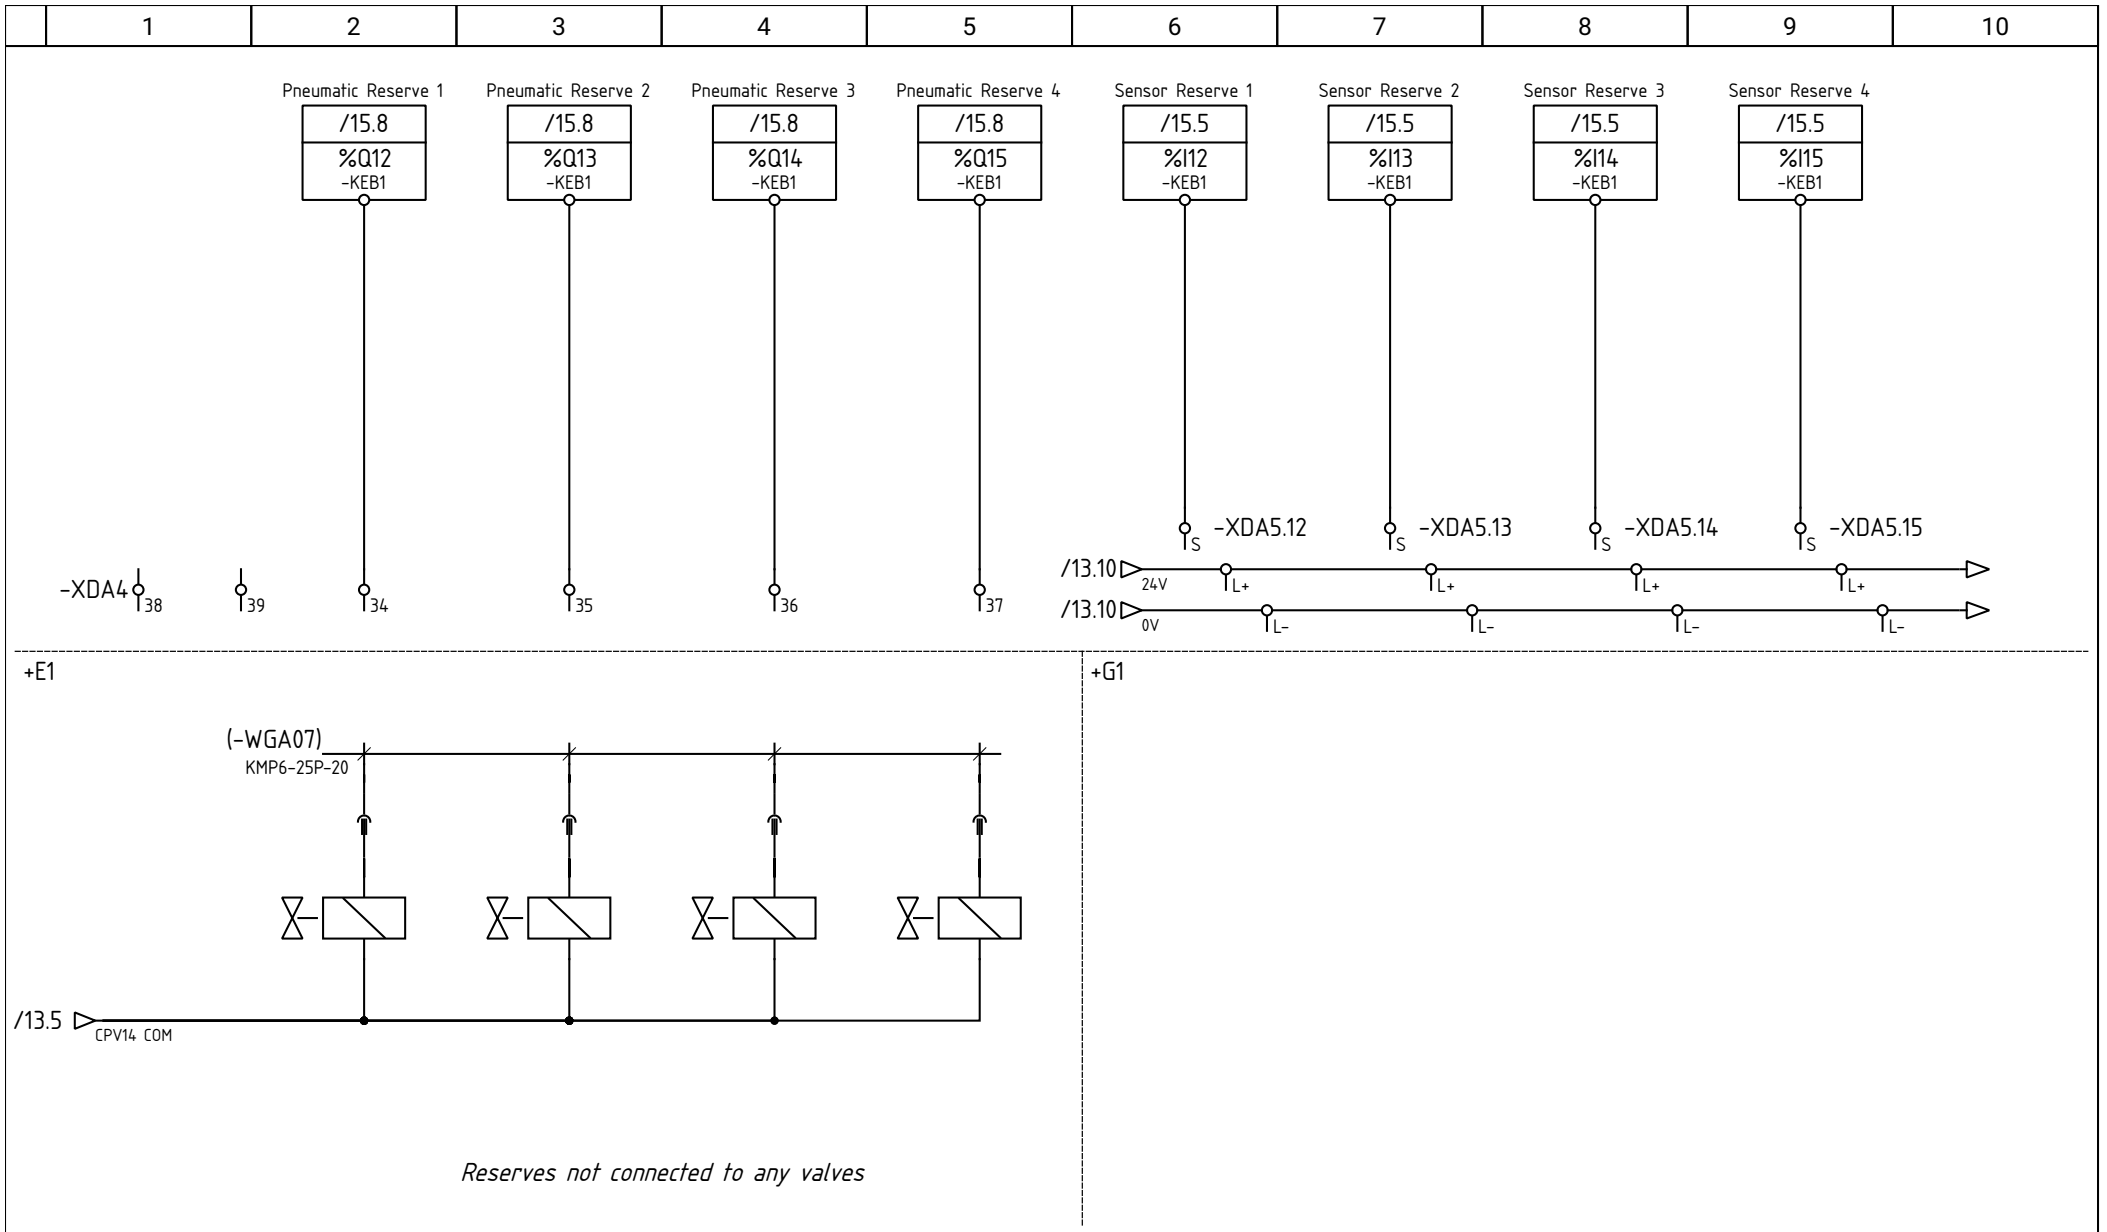 1 2 3 4 5 6 7 8 9 10
Pneumatic Reserve 1 Pneumatic Reserve 2 Pneumatic Reserve 3 Pneumatic Reserve 4 Sensor Reserve 1 Sensor Reserve 2 Sensor Reserve 3 Sensor Reserve 4
/15.8 /15.8 /15.8 /15.8 /15.5 /15.5 /15.5 /15.5
%Q12 %Q13 %Q14 %Q15 %I12 %I13 %I14 %I15
-KEB1 -KEB1 -KEB1 -KEB1 -KEB1 -KEB1 -KEB1 -KEB1
-XDA5.12 -XDA5.13 -XDA5.14 -XDA5.15
S S S S
/13.10
24V L+ L+ L+ L+
-XDA4 38 39 34 35 36 37
/13.10
0V L- L- L- L-
+E1 +G1
(-WGA07)
KMP6-25P-20
/13.5
CPV14 COM
Reserves not connected to any valves